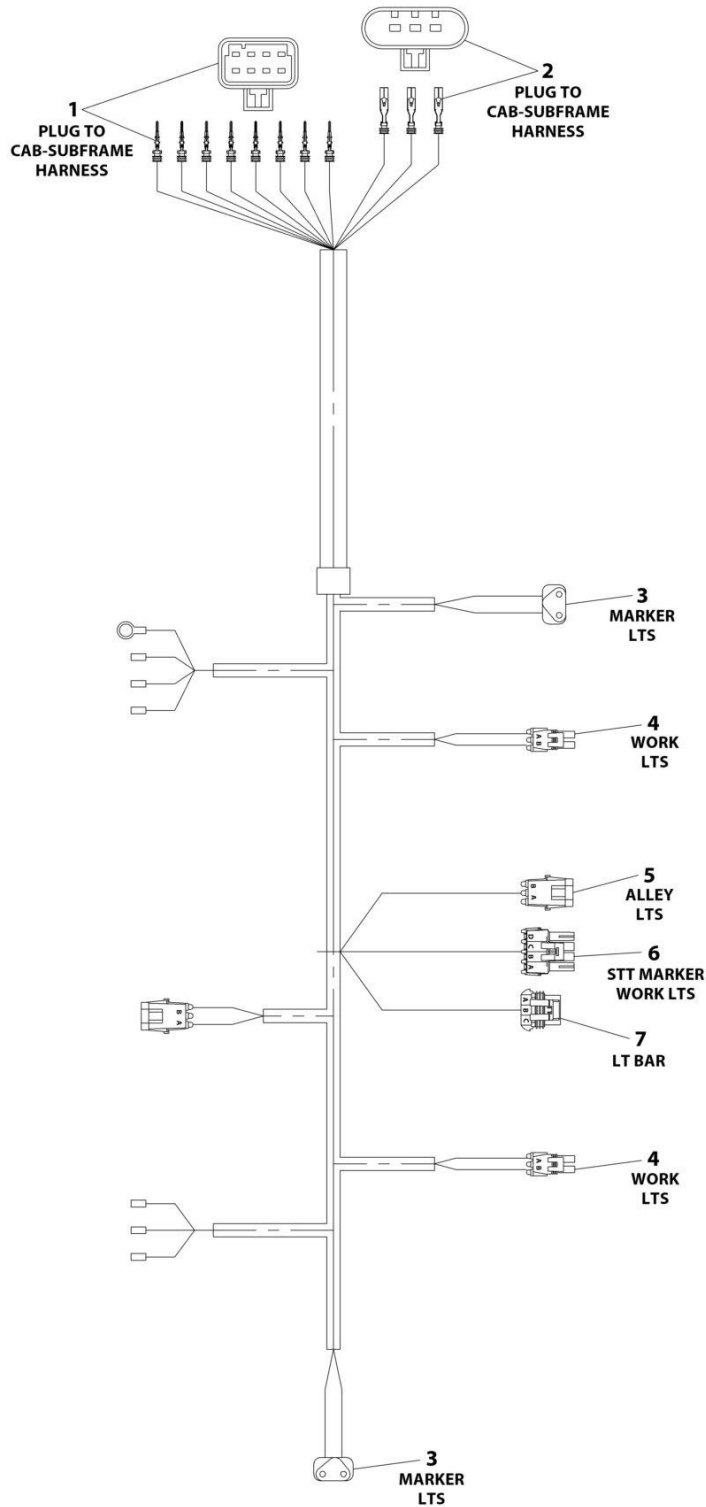 1
PLUG TO
CAB-SUBFRAME
HARNESS
2
PLUG TO
CAB-SUBFRAME
HARNESS
3
MARKER
LTS
4
WORK
LTS
A
B
5
ALLEY
LTS
B
A
6
STT MARKER
WORK LTS
D
C
B
A
7
LT BAR
A
B
C
B
A
4
WORK
LTS
A
B
3
MARKER
LTS